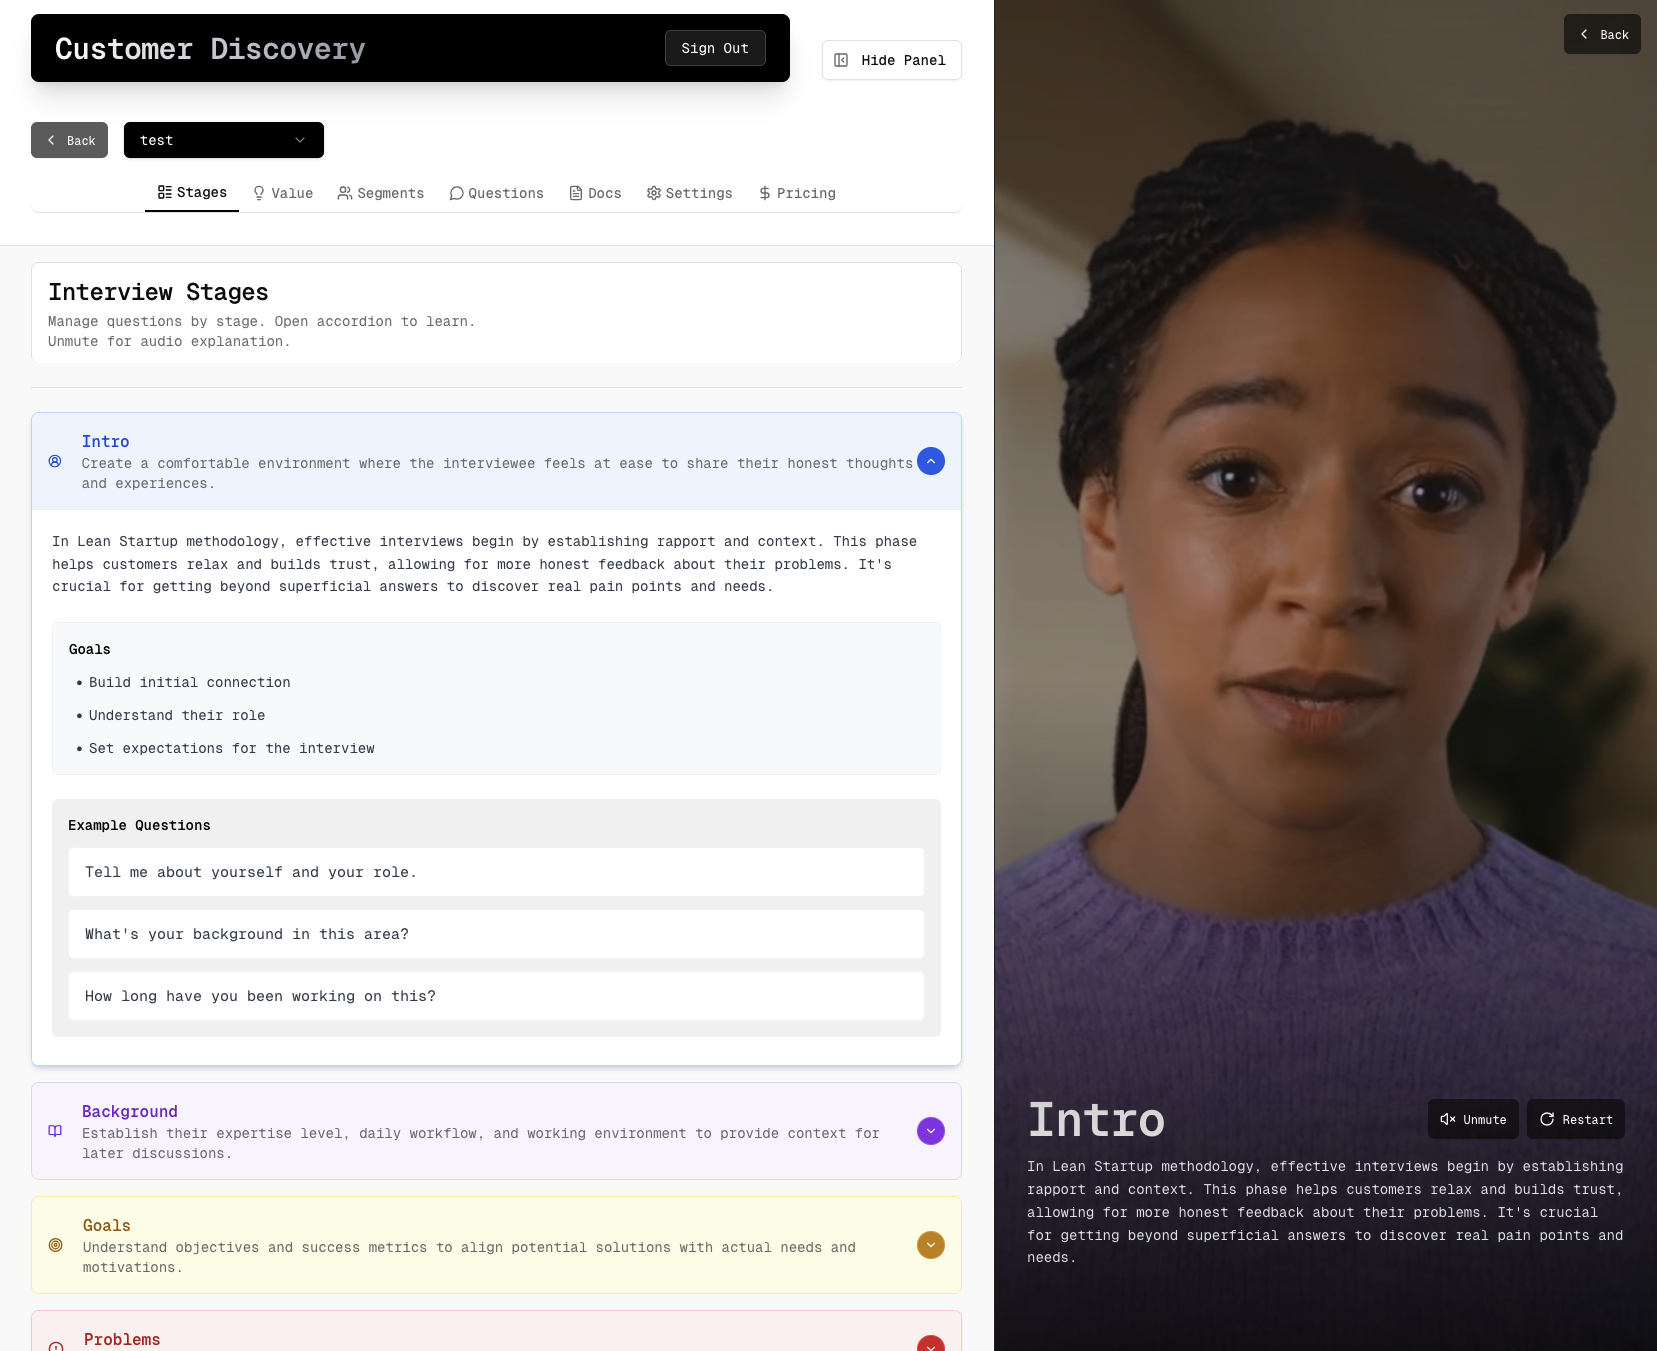 Customer Discovery
Sign Out
Hide Panel
Back
test
Stages
Value
Segments
Questions
Docs
Settings
Pricing
Interview Stages
Manage questions by stage. Open accordion to learn.
Unmute for audio explanation.
Intro
Create a comfortable environment where the interviewee feels at ease to share their honest thoughts
and experiences.
In Lean Startup methodology, effective interviews begin by establishing rapport and context. This phase
helps customers relax and builds trust, allowing for more honest feedback about their problems. It's
crucial for getting beyond superficial answers to discover real pain points and needs.
Goals
• Build initial connection
• Understand their role
• Set expectations for the interview
Example Questions
Tell me about yourself and your role.
What's your background in this area?
How long have you been working on this?
Background
Establish their expertise level, daily workflow, and working environment to provide context for
later discussions.
Goals
Understand objectives and success metrics to align potential solutions with actual needs and
motivations.
Problems
Back
Intro
Unmute
Restart
In Lean Startup methodology, effective interviews begin by establishing
rapport and context. This phase helps customers relax and builds trust,
allowing for more honest feedback about their problems. It's crucial
for getting beyond superficial answers to discover real pain points and
needs.